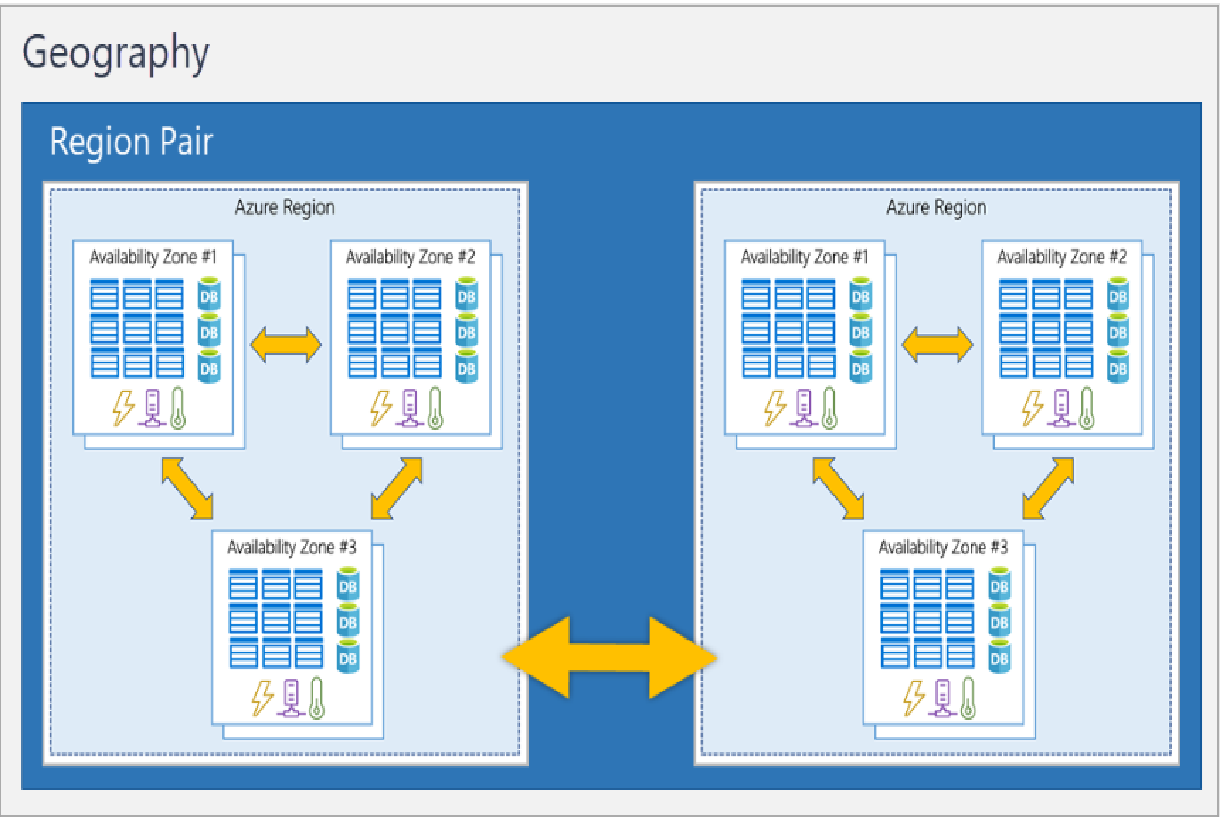 Geography
Region Pair
Azure Region
Availability Zone #1
DB
DB
DB
Availability Zone #2
DB
DB
DB
Availability Zone #3
DB
DB
DB
Azure Region
Availability Zone #1
DB
DB
DB
Availability Zone #2
DB
DB
DB
Availability Zone #3
DB
DB
DB